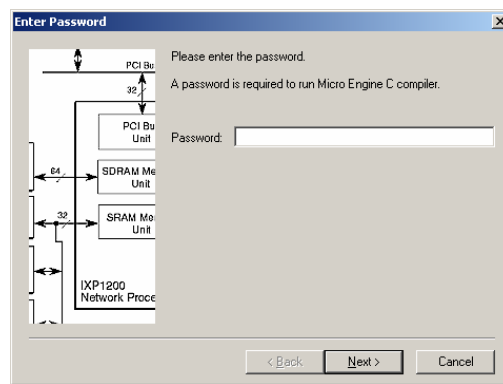 Enter Password
Please enter the password.
A password is required to run Micro Engine C compiler.
Password:
PCI Bu
32
PCI Bu
Unit
64
SDRAM Me
Unit
32
SRAM Me
Unit
IXP1200
Network Proce
< Back
Next >
Cancel